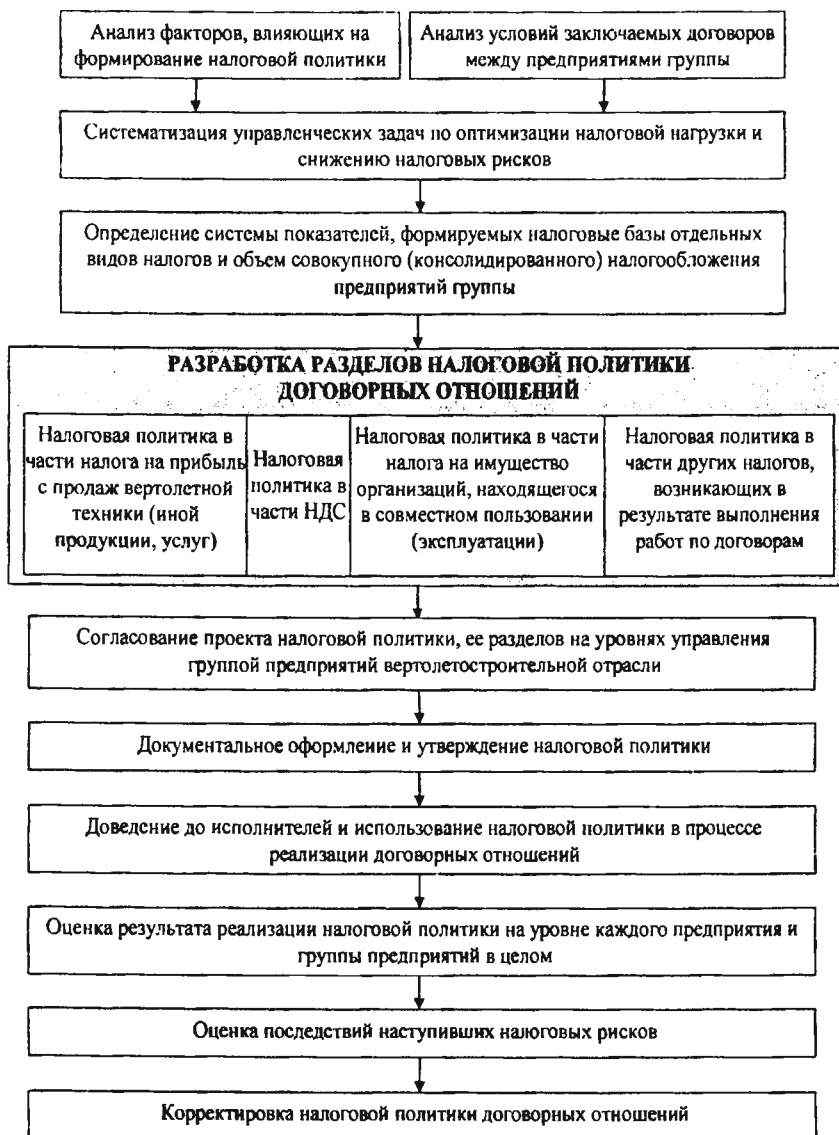 Анализ факторов, влияющих на
формирование налоговой политики
Анализ условий заключаемых договоров
между предприятиями группы
Систематизация управленческих задач по оптимизации налоговой нагрузки и
снижению налоговых рисков
Определение системы показателей, формируемых налоговые базы отдельных
видов налогов и объем совокупного (консолидированного) налогообложения
предприятий группы
РАЗРАБОТКА РАЗДЕЛОВ НАЛОГОВОЙ ПОЛИТИКИ
ДОГОВОРНЫХ ОТНОШЕНИЙ
Налоговая политика в
части налога на прибыль
с продаж вертолетной
техники (иной
продукции, услуг)
Налоговая
политика в
части НДС
Налоговая политика в части
налога на имущество
организаций, находящегося
в совместном пользовании
(эксплуатации)
Налоговая политика в
части других налогов,
возникающих в
результате выполнения
работ по договорам
Согласование проекта налоговой политики, ее разделов на уровнях управления
группой предприятий вертолетостроительной отрасли
Документальное оформление и утверждение налоговой политики
Доведение до исполнителей и использование налоговой политики в процессе
реализации договорных отношений
Оценка результата реализации налоговой политики на уровне каждого предприятия и
группы предприятий в целом
Оценка последствий наступивших налоговых рисков
Корректировка налоговой политики договорных отношений